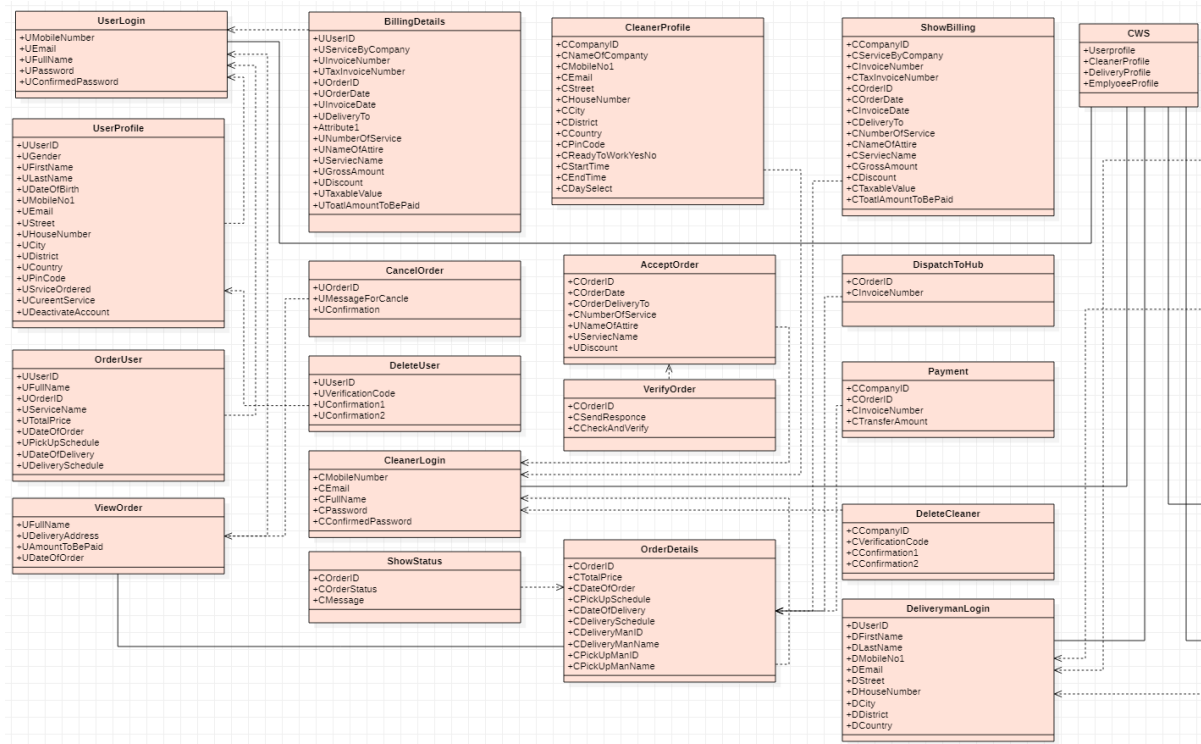 UserLogin
+UMobileNumber
+UEmail
+UFullName
+UPassword
+UConfirmedPassword
UserProfile
+UUserID
+UGender
+UFirstName
+ULastName
+UDateOfBirth
+UMobileNo1
+UEmail
+UStreet
+UHouseNumber
+UCity
+UDistrict
+UCountry
+UPinCode
+USrviceOrdered
+UCureentService
+UDeactivateAccount
OrderUser
+UUserID
+UFullName
+UOrderID
+UServiceName
+UTotalPrice
+UDateOfOrder
+UPickUpSchedule
+UDateOfDelivery
+UDeliverySchedule
ViewOrder
+UFullName
+UDeliveryAddress
+UAmountToBePaid
+UDateOfOrder
BillingDetails
+UUserID
+UServiceByCompany
+UInvoiceNumber
+UTaxInvoiceNumber
+UOrderID
+UOrderDate
+UInvoiceDate
+UDeliveryTo
+Attribute1
+UNumberOfService
+UNameOfAttire
+UServiecName
+UGrossAmount
+UDiscount
+UTaxableValue
+UToatlAmountToBePaid
CancelOrder
+UOrderID
+UMessageForCancle
+UConfirmation
DeleteUser
+UUserID
+UVerificationCode
+UConfirmation1
+UConfirmation2
CleanerLogin
+CMobileNumber
+CEmail
+CFullName
+CPassword
+CConfirmedPassword
ShowStatus
+COrderID
+COrderStatus
+CMessage
CleanerProfile
+CCompanyID
+CNameOfCompany
+CMobileNo1
+CEmail
+CStreet
+CHouseNumber
+CCity
+CDistrict
+CCountry
+CPinCode
+CReadyToWorkYesNo
+CStartTime
+CEndTime
+CDaySelect
AcceptOrder
+COrderID
+COrderDate
+COrderDeliveryTo
+CNumberOfService
+UNameOfAttire
+UServiecName
+UDiscount
VerifyOrder
+COrderID
+CSendResponce
+CCheckAndVerify
OrderDetails
+COrderID
+CTotalPrice
+CDateOfOrder
+CPickUpSchedule
+CDateOfDelivery
+CDeliverySchedule
+CDeliveryManID
+CDeliveryManName
+CPickUpManID
+CPickUpManName
ShowBilling
+CCompanyID
+CServiceByCompany
+CInvoiceNumber
+CTaxInvoiceNumber
+COrderID
+COrderDate
+CInvoiceDate
+CDeliveryTo
+CNumberOfService
+CNameOfAttire
+CServiecName
+CGrossAmount
+CDiscount
+CTaxableValue
+CToatlAmountToBePaid
DispatchToHub
+COrderID
+CInvoiceNumber
Payment
+CCompanyID
+COrderID
+CInvoiceNumber
+CTransferAmount
DeleteCleaner
+CCompanyID
+CVerificationCode
+CConfirmation1
+CConfirmation2
DeliverymanLogin
+DUserID
+DFirstName
+DLastName
+DMobileNo1
+DEmail
+DStreet
+DHouseNumber
+DCity
+DDistrict
+DCountry
CWS
+Userprofile
+CleanerProfile
+DeliveryProfile
+EmplyoeeProfile